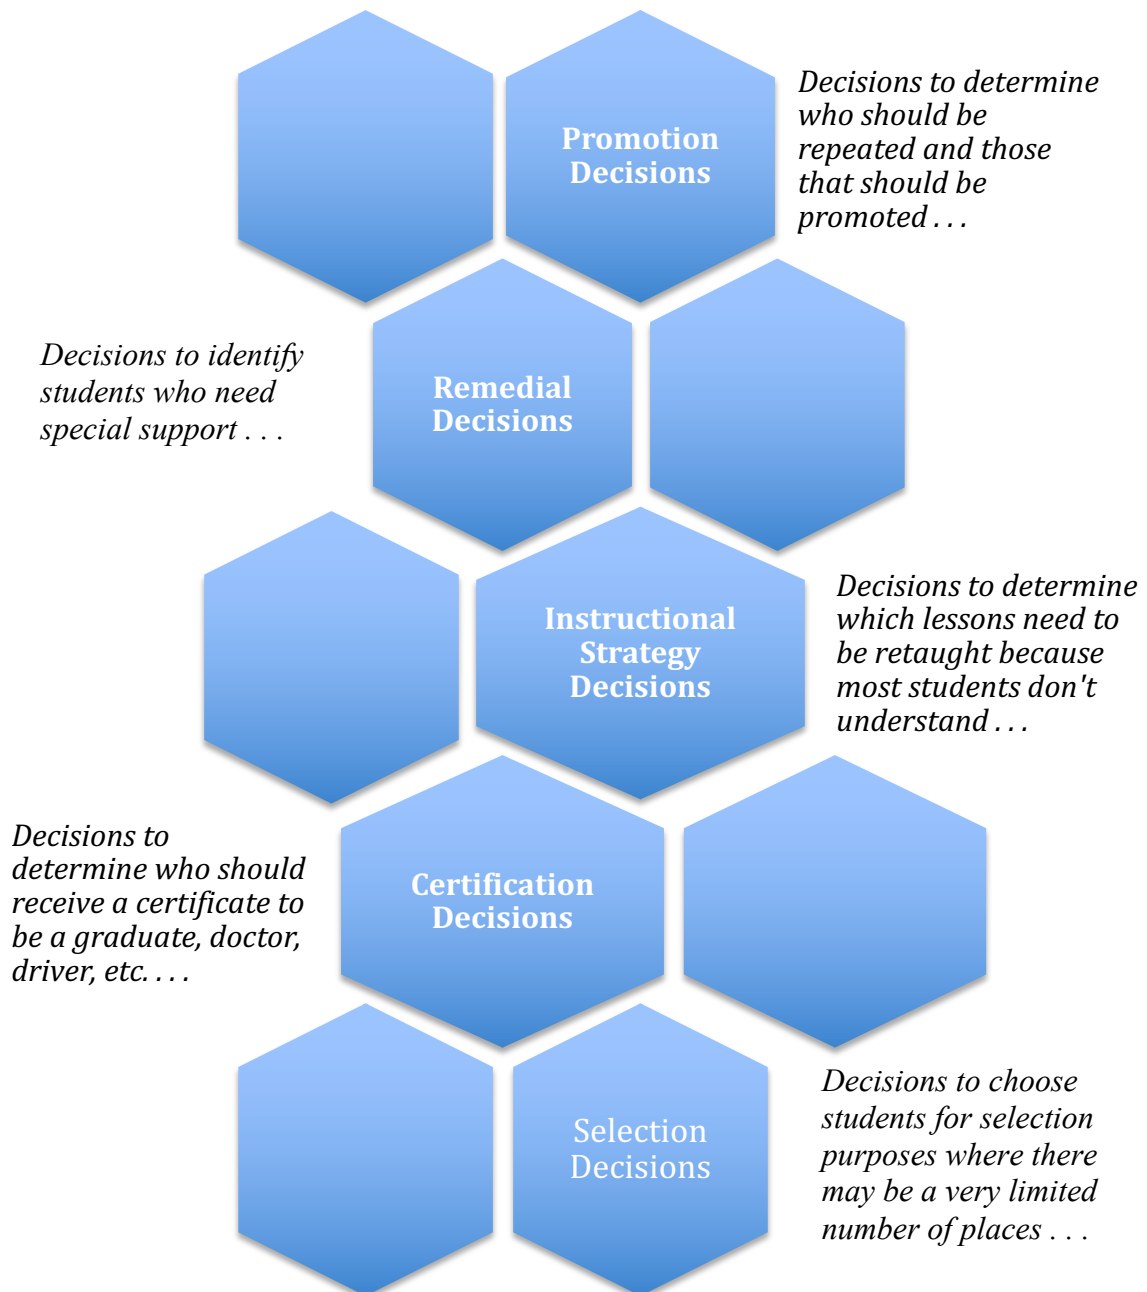 Promotion
Decisions
Decisions to determine
who should be
repeated and those
that should be
promoted . . .
Decisions to identify
students who need
special support . . .
Remedial
Decisions
Instructional
Strategy
Decisions
Decisions to determine
which lessons need to
be retaught because
most students don't
understand . . .
Decisions to
determine who should
receive a certificate to
be a graduate, doctor,
driver, etc. . . .
Certification
Decisions
Selection
Decisions
Decisions to choose
students for selection
purposes where there
may be a very limited
number of places . . .